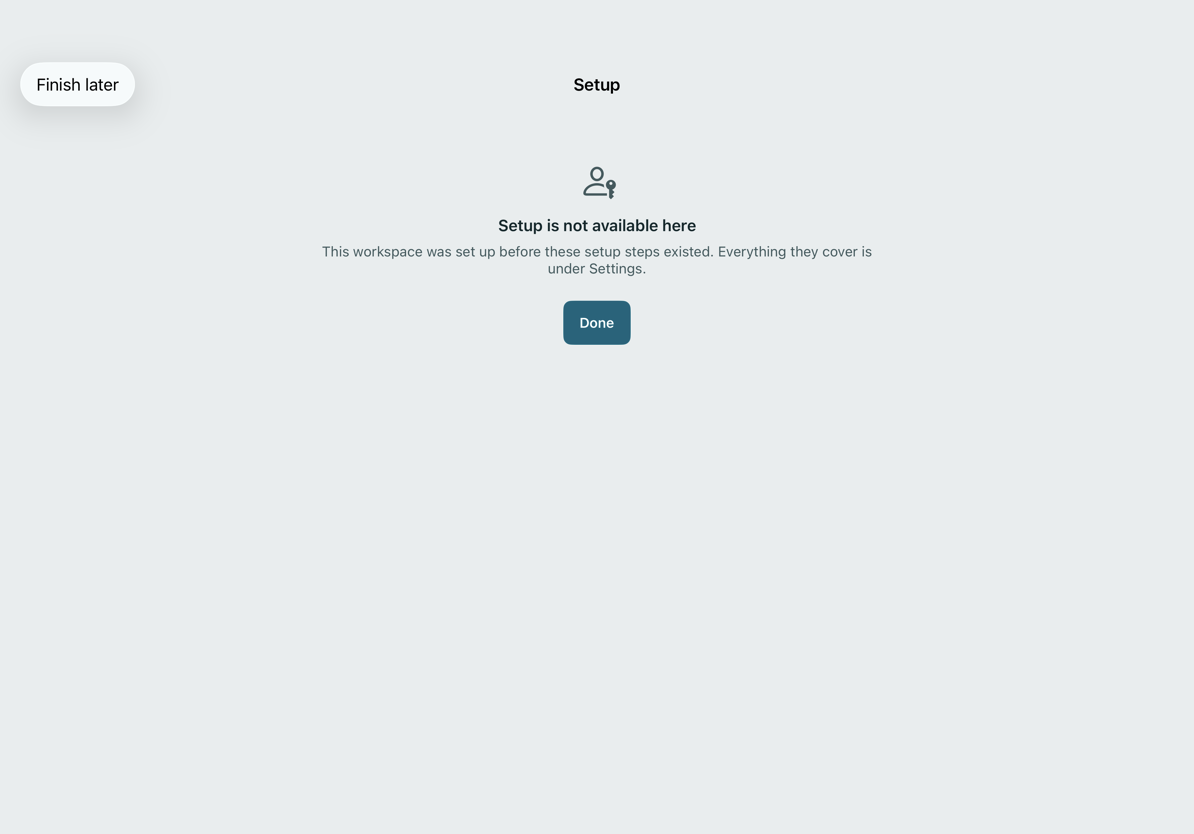 Finish later
Setup
Setup is not available here
This workspace was set up before these setup steps existed. Everything they cover is
under Settings.
Done